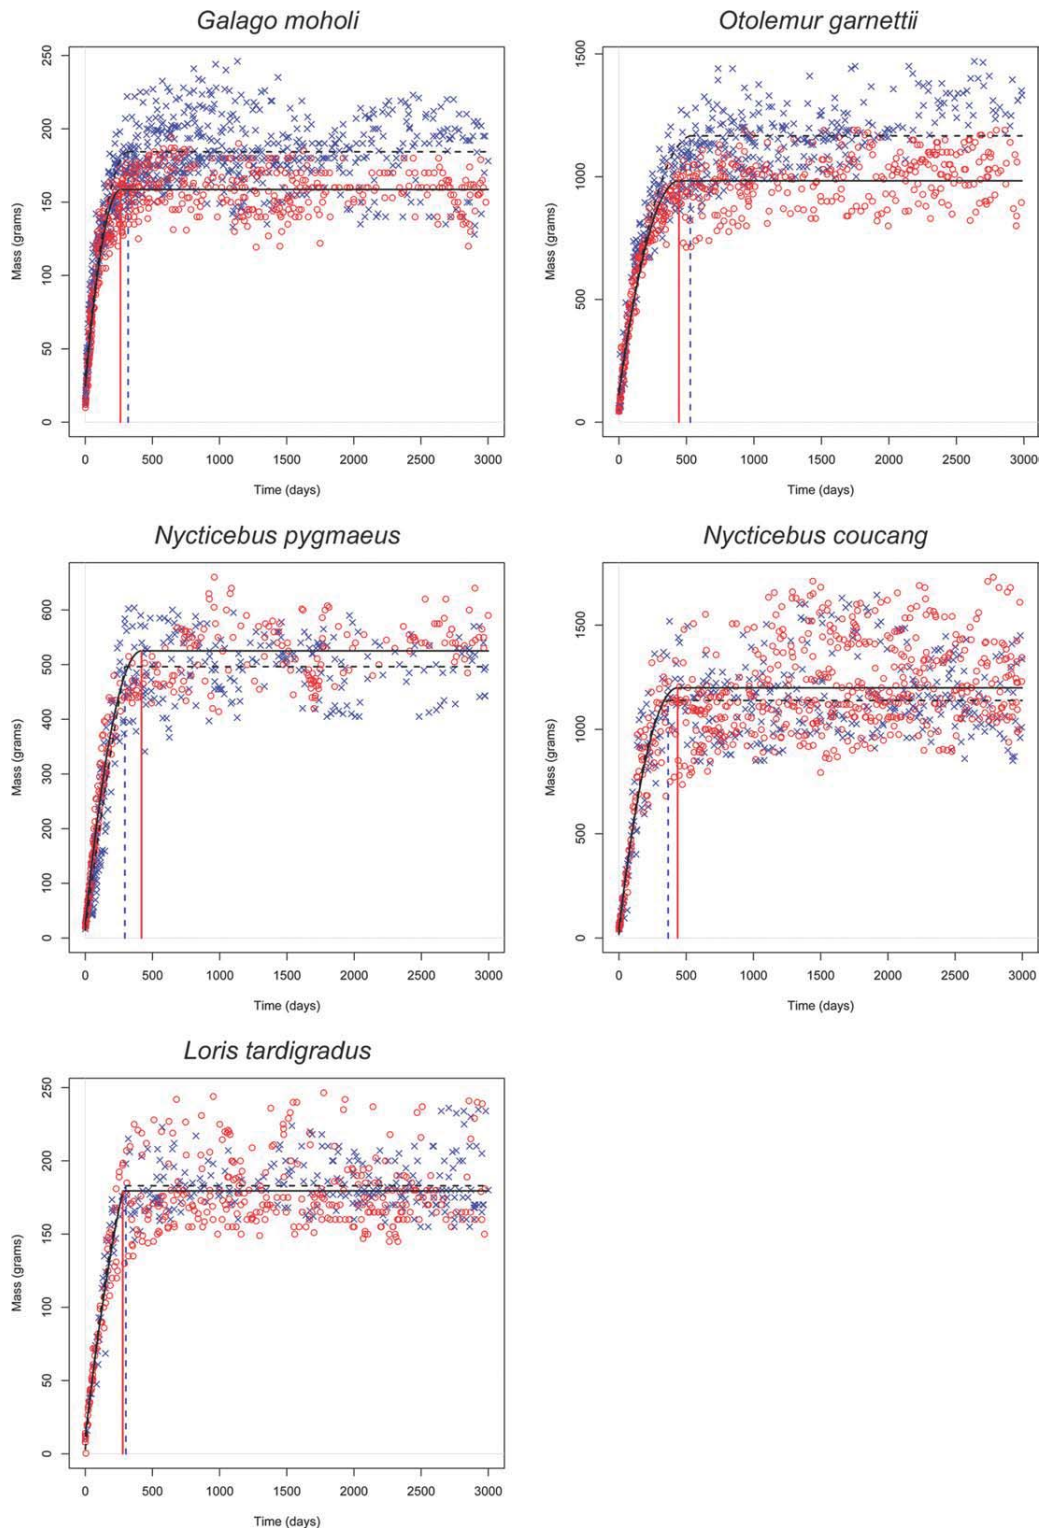 Galago moholi
Otolemur garnettii
250
200
150
100
50
0
Mass (grams)
0 500 1000 1500 2000 2500 3000
Time (days)
1500
1000
500
0
Mass (grams)
0 500 1000 1500 2000 2500 3000
Time (days)
Nycticebus pygmaeus
Nycticebus coucang
600
500
400
300
200
100
0
Mass (grams)
0 500 1000 1500 2000 2500 3000
Time (days)
1500
1000
500
0
Mass (grams)
0 500 1000 1500 2000 2500 3000
Time (days)
Loris tardigradus
250
200
150
100
50
0
Mass (grams)
0 500 1000 1500 2000 2500 3000
Time (days)